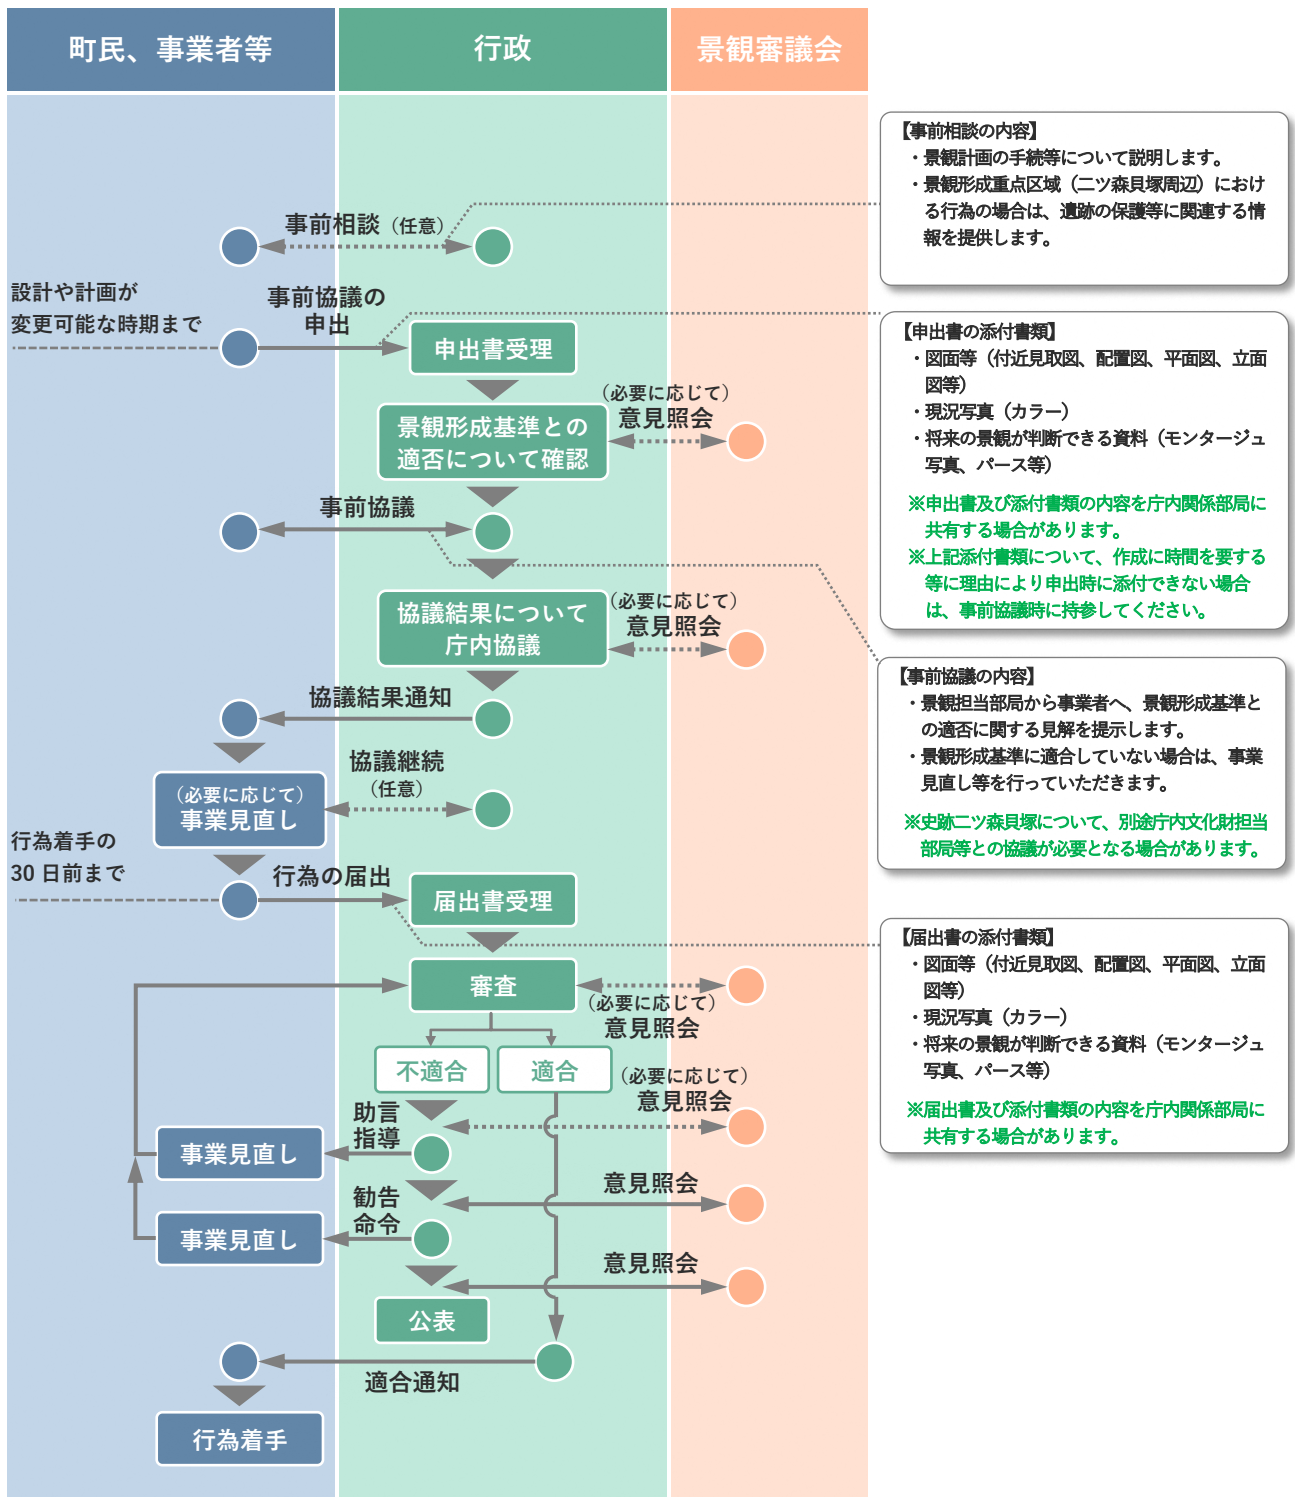 町民、事業者等
行政
景観審議会
【事前相談の内容】
・景観計画の手続等について説明します。
・景観形成重点区域（二ツ森貝塚周辺）におけ
る行為の場合は、遺跡の保護等に関連する情
報を提供します。
事前相談（任意）
設計や計画が
変更可能な時期まで
事前協議の
申出
申出書受理
【申出書の添付書類】
・図面等（付近見取図、配置図、平面図、立面
図等）
・現況写真（カラー）
・将来の景観が判断できる資料（モンタージュ
写真、パース等）
※申出書及び添付書類の内容を庁内関係部局に
共有する場合があります。
※上記添付書類について、作成に時間を要する
等に理由により申出時に添付できない場合
は、事前協議時に持参してください。
景観形成基準との
適否について確認
（必要に応じて）
意見照会
事前協議
協議結果について
庁内協議
（必要に応じて）
意見照会
【事前協議の内容】
・景観担当部局から事業者へ、景観形成基準と
の適否に関する見解を提示します。
・景観形成基準に適合していない場合は、事業
見直し等を行っていただきます。
※史跡二ツ森貝塚について、別途庁内文化財担当
部局等との協議が必要となる場合があります。
協議結果通知
協議継続
（任意）
（必要に応じて）
事業見直し
行為着手の
30 日前まで
行為の届出
届出書受理
【届出書の添付書類】
・図面等（付近見取図、配置図、平面図、立面
図等）
・現況写真（カラー）
・将来の景観が判断できる資料（モンタージュ
写真、パース等）
※届出書及び添付書類の内容を庁内関係部局に
共有する場合があります。
審査
（必要に応じて）
意見照会
不適合
適合
（必要に応じて）
意見照会
助言
指導
事業見直し
意見照会
勧告
命令
事業見直し
意見照会
公表
適合通知
行為着手